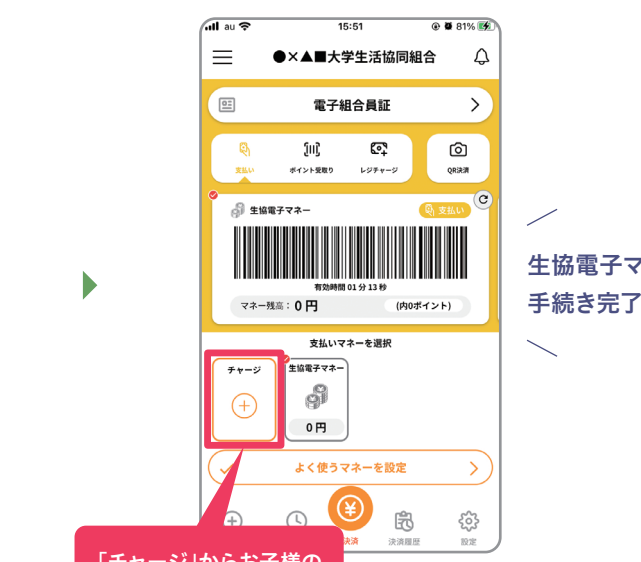 au 15:51 81%
●×▲■大学生活協同組合
電子組合員証
支払い ポイント受取り レジチャージ QR決済
生協電子マネー 支払い
有効時間 01 分 13 秒
マネー残高： 0 円 (内0ポイント)
支払いマネーを選択
チャージ 生協電子マネー
0 円
よく使うマネーを設定
決済 決済履歴 設定
「チャージ」からお子様の
生協電子マ
手続き完了